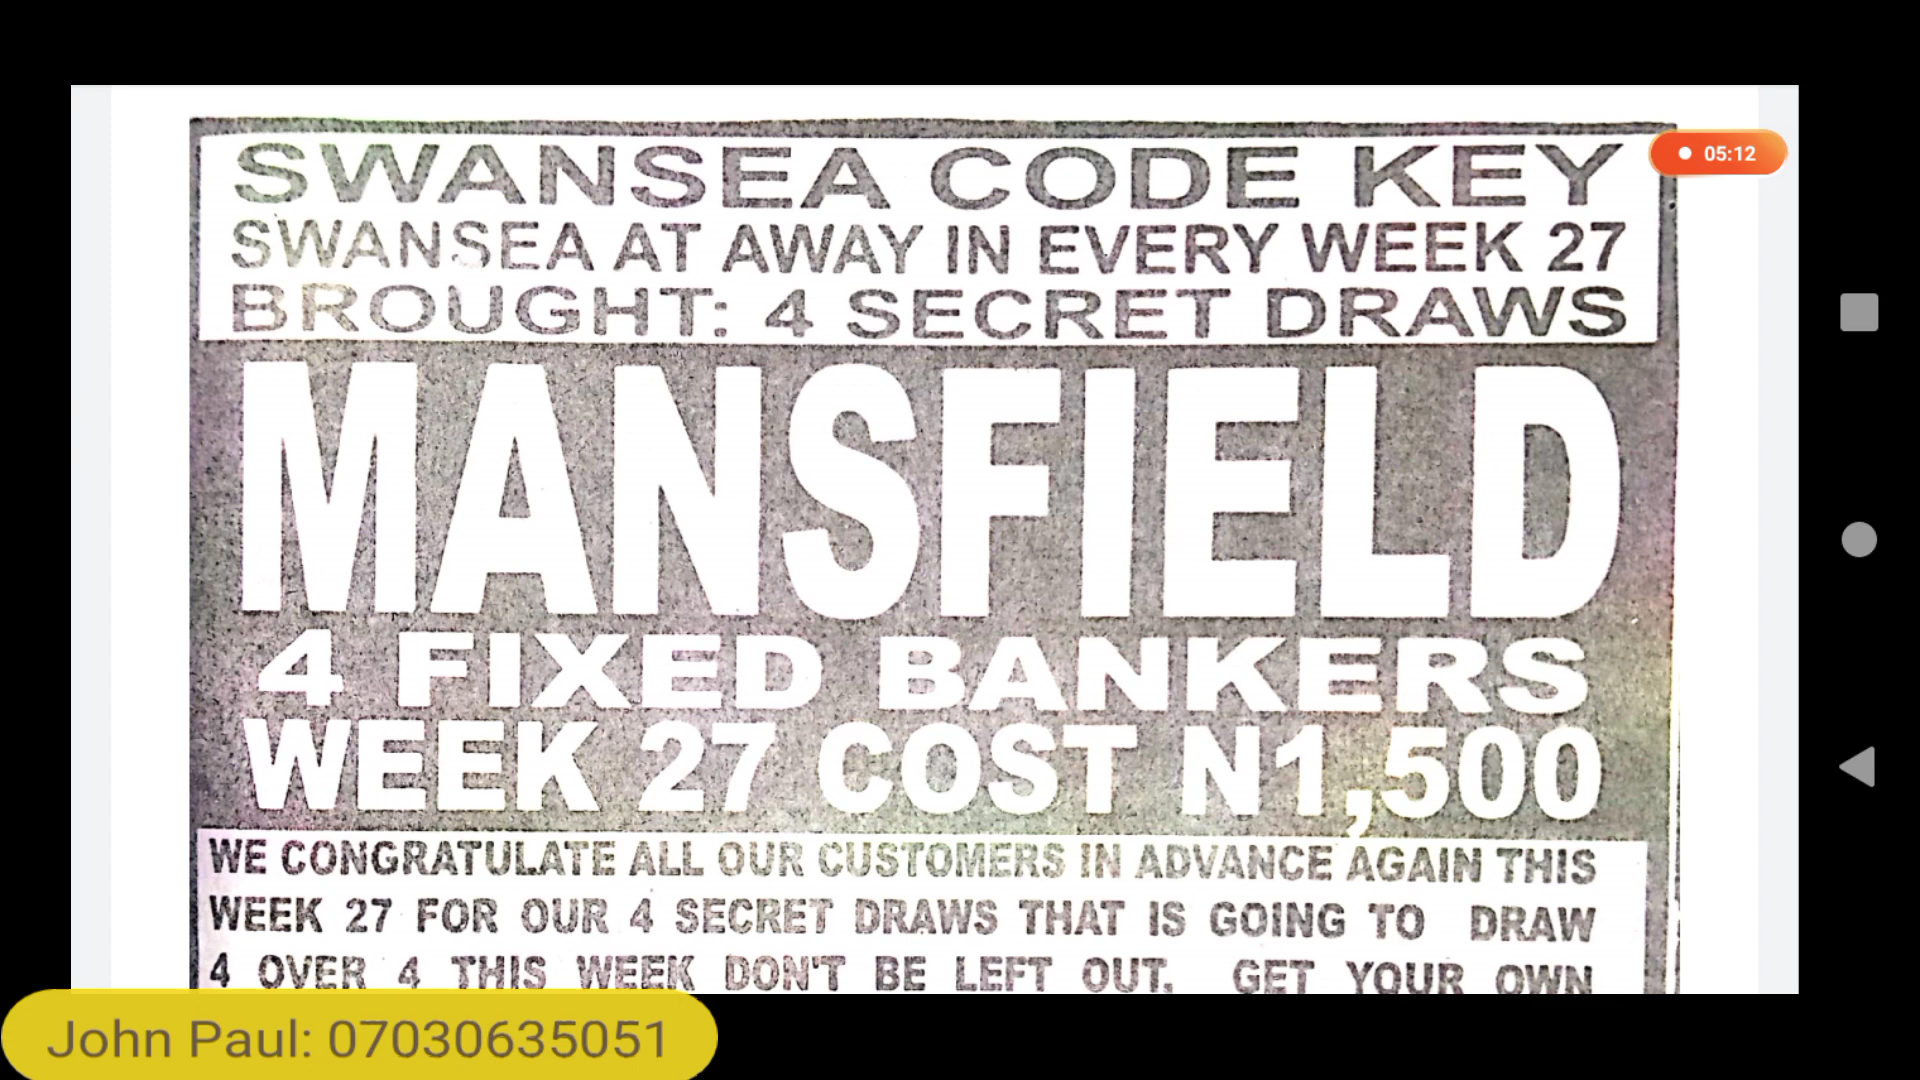 SWANSEA CODE KEY
05:12
SWANSEA AT AWAY IN EVERY WEEK 27
BROUGHT: 4 SECRET DRAWS
MANSFIELD
4 FIXED BANKERS
WEEK 27 COST N1,500
WE CONGRATULATE ALL OUR CUSTOMERS IN ADVANCE AGAIN THIS
WEEK 27 FOR OUR 4 SECRET DRAWS THAT IS GOING TO DRAW
4 OVER 4 THIS WEEK DON'T BE LEFT OUT. GET YOUR OWN
John Paul: 07030635051